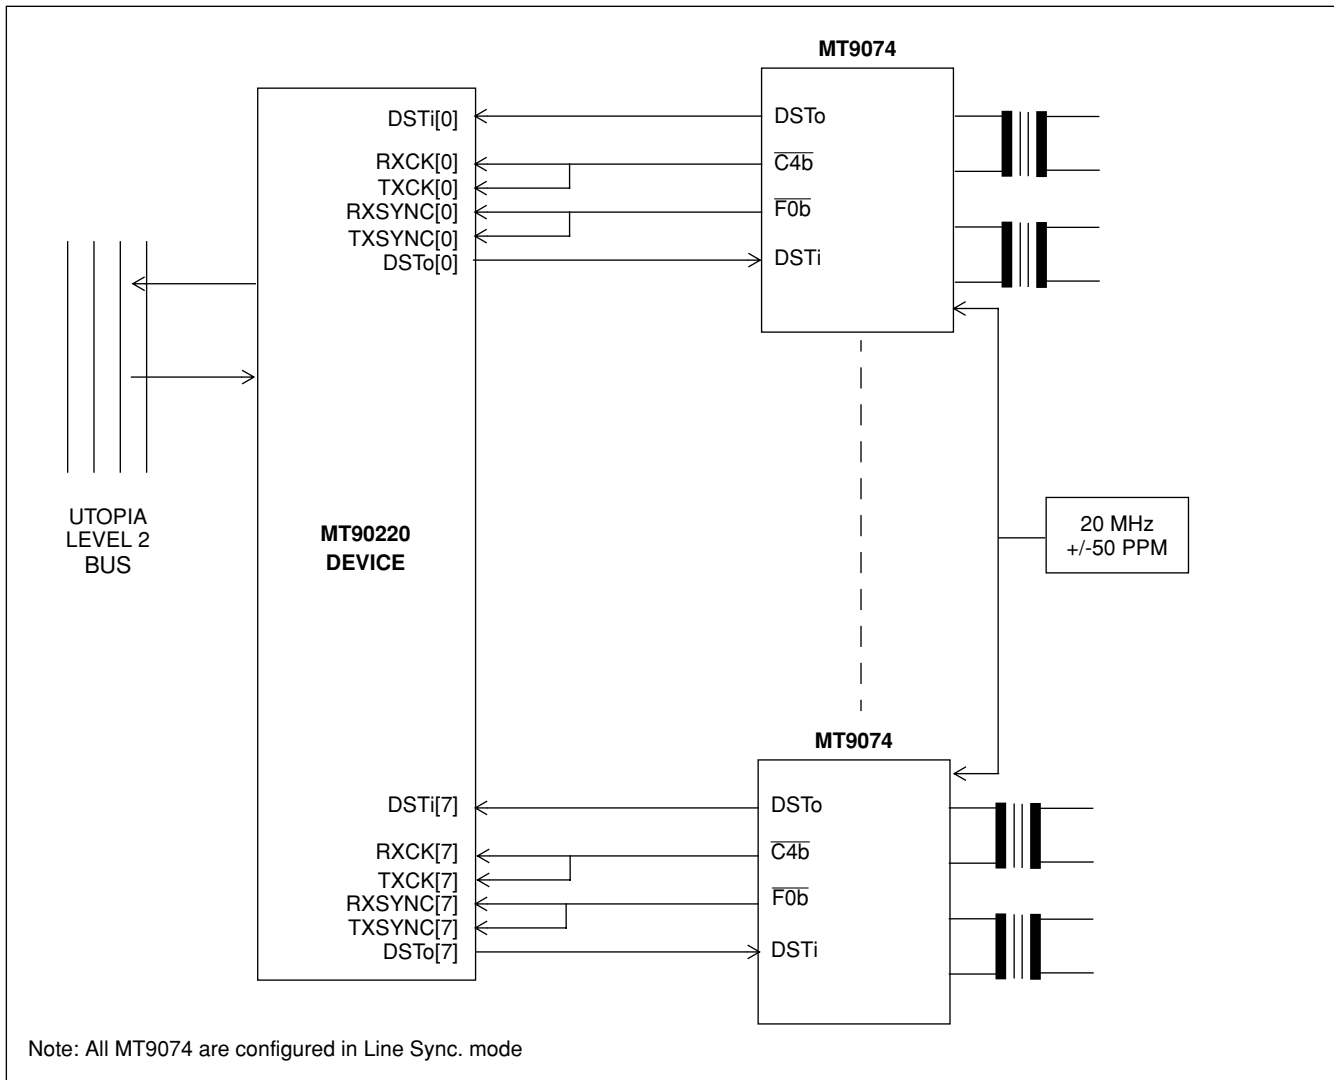 MT9074
DSTi[0]
RXCK[0]
TXCK[0]
RXSYNC[0]
TXSYNC[0]
DSTo[0]
DSTo
C4b
F0b
DSTi
UTOPIA
LEVEL 2
BUS
MT90220
DEVICE
20 MHz
+/-50 PPM
MT9074
DSTi[7]
RXCK[7]
TXCK[7]
RXSYNC[7]
TXSYNC[7]
DSTo[7]
DSTo
C4b
F0b
DSTi
Note: All MT9074 are configured in Line Sync. mode